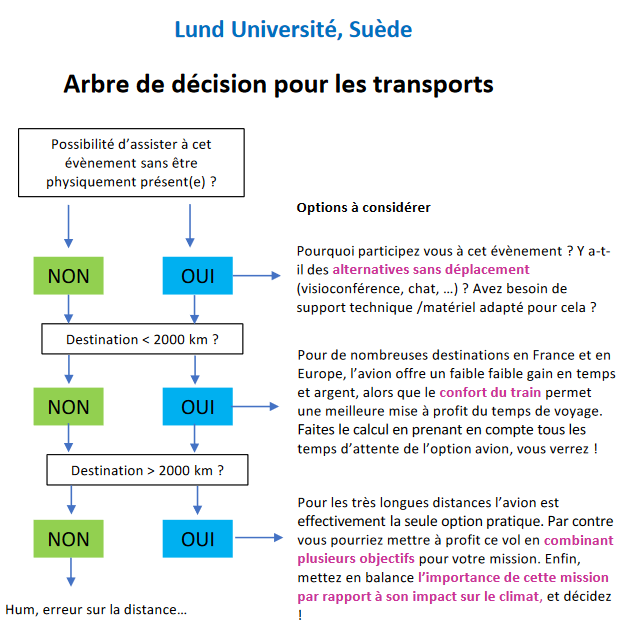 Lund Université, Suède
Arbre de décision pour les transports
Possibilité d'assister à cet
évènement sans être
physiquement présent(e) ?
Options à considérer
NON
OUI
Pourquoi participez vous à cet évènement ? Y a-t-
il des alternatives sans déplacement
(visioconférence, chat, …) ? Avez besoin de
support technique /matériel adapté pour cela ?
Destination < 2000 km ?
NON
OUI
Pour de nombreuses destinations en France et en
Europe, l'avion offre un faible faible gain en temps
et argent, alors que le confort du train permet
une meilleure mise à profit du temps de voyage.
Faites le calcul en prenant en compte tous les
temps d'attente de l'option avion, vous verrez !
Destination > 2000 km ?
NON
OUI
Pour les très longues distances l'avion est
effectivement la seule option pratique. Par contre
vous pourriez mettre à profit ce vol en combinant
plusieurs objectifs pour votre mission. Enfin,
mettez en balance l'importance de cette mission
par rapport à son impact sur le climat, et décidez
!
Hum, erreur sur la distance…